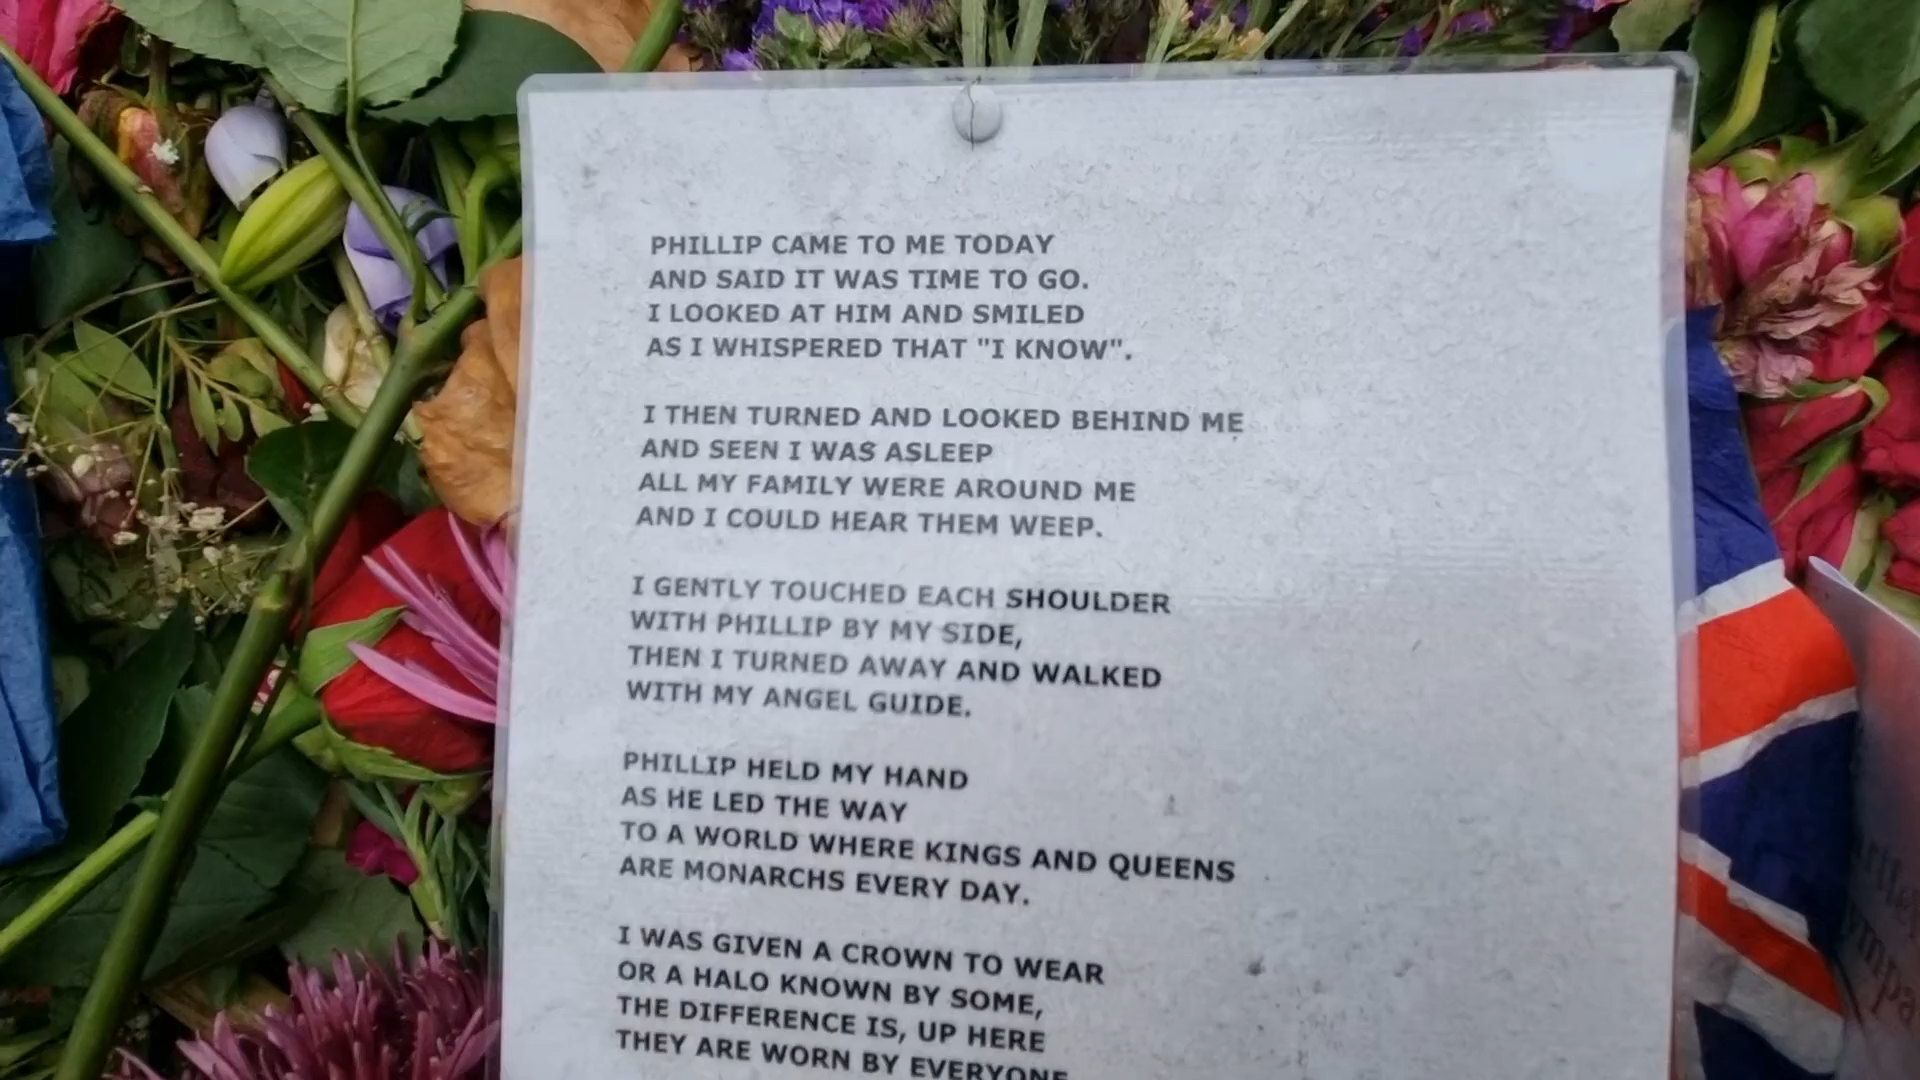 PHILLIP CAME TO ME TODAY
AND SAID IT WAS TIME TO GO.
I LOOKED AT HIM AND SMILED
AS I WHISPERED THAT "I KNOW".
I THEN TURNED AND LOOKED BEHIND ME
AND SEEN I WAS ASLEEP
ALL MY FAMILY WERE AROUND ME
AND I COULD HEAR THEM WEEP.
I GENTLY TOUCHED EACH SHOULDER
WITH PHILLIP BY MY SIDE,
THEN I TURNED AWAY AND WALKED
WITH MY ANGEL GUIDE.
PHILLIP HELD MY HAND
AS HE LED THE WAY
TO A WORLD WHERE KINGS AND QUEENS
ARE MONARCHS EVERY DAY.
I WAS GIVEN A CROWN TO WEAR
OR A HALO KNOWN BY SOME,
THE DIFFERENCE IS, UP HERE
THEY ARE WORN BY EVERYONE